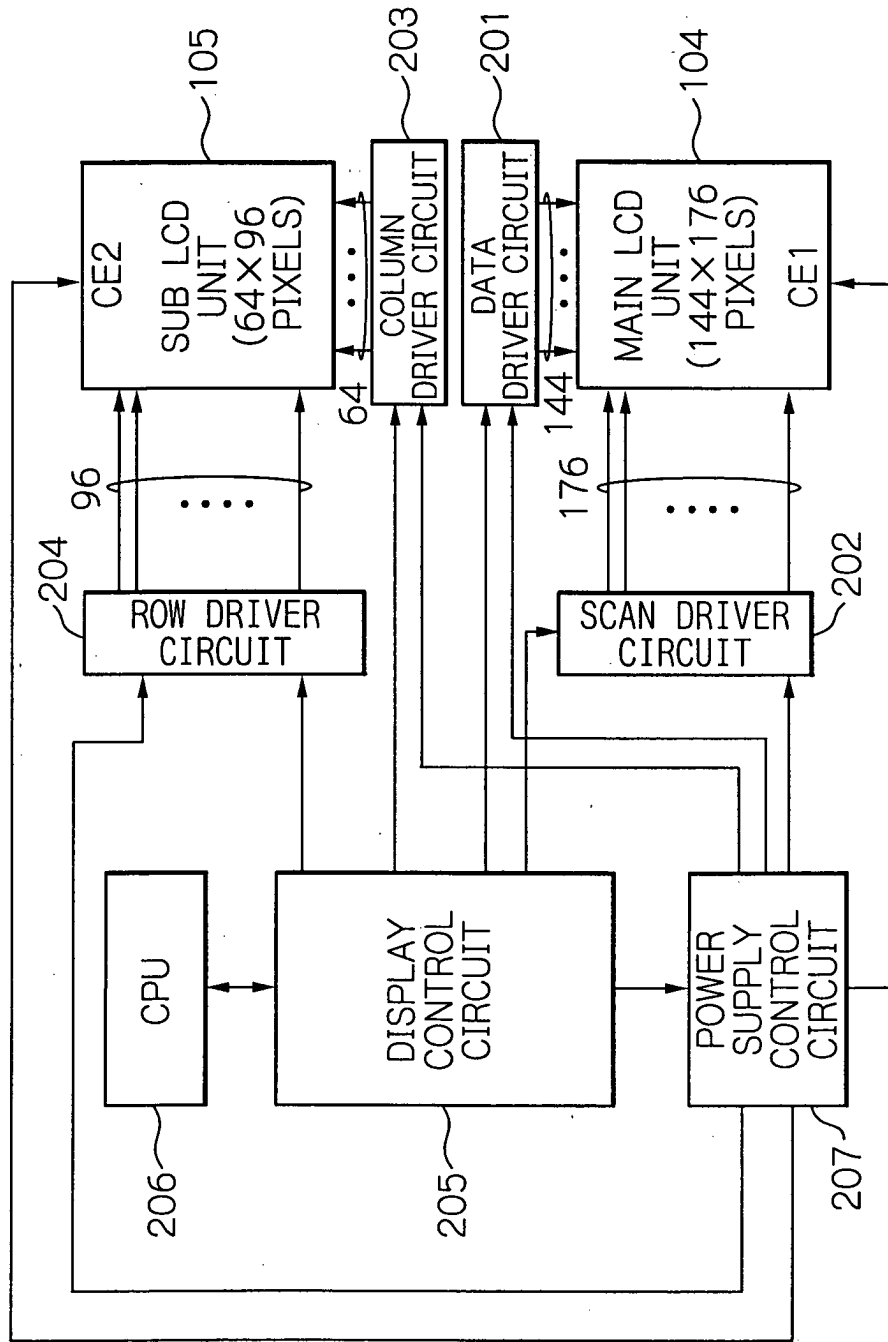 105
CE2
SUB LCD
UNIT
(64×96
PIXELS)
203
COLUMN
DRIVER CIRCUIT
64
201
DATA
DRIVER CIRCUIT
144
104
MAIN LCD
UNIT
(144×176
PIXELS)
CE1
96
176
204
ROW DRIVER
CIRCUIT
202
SCAN DRIVER
CIRCUIT
CPU
206
DISPLAY
CONTROL
CIRCUIT
205
POWER
SUPPLY
CONTROL
CIRCUIT
207